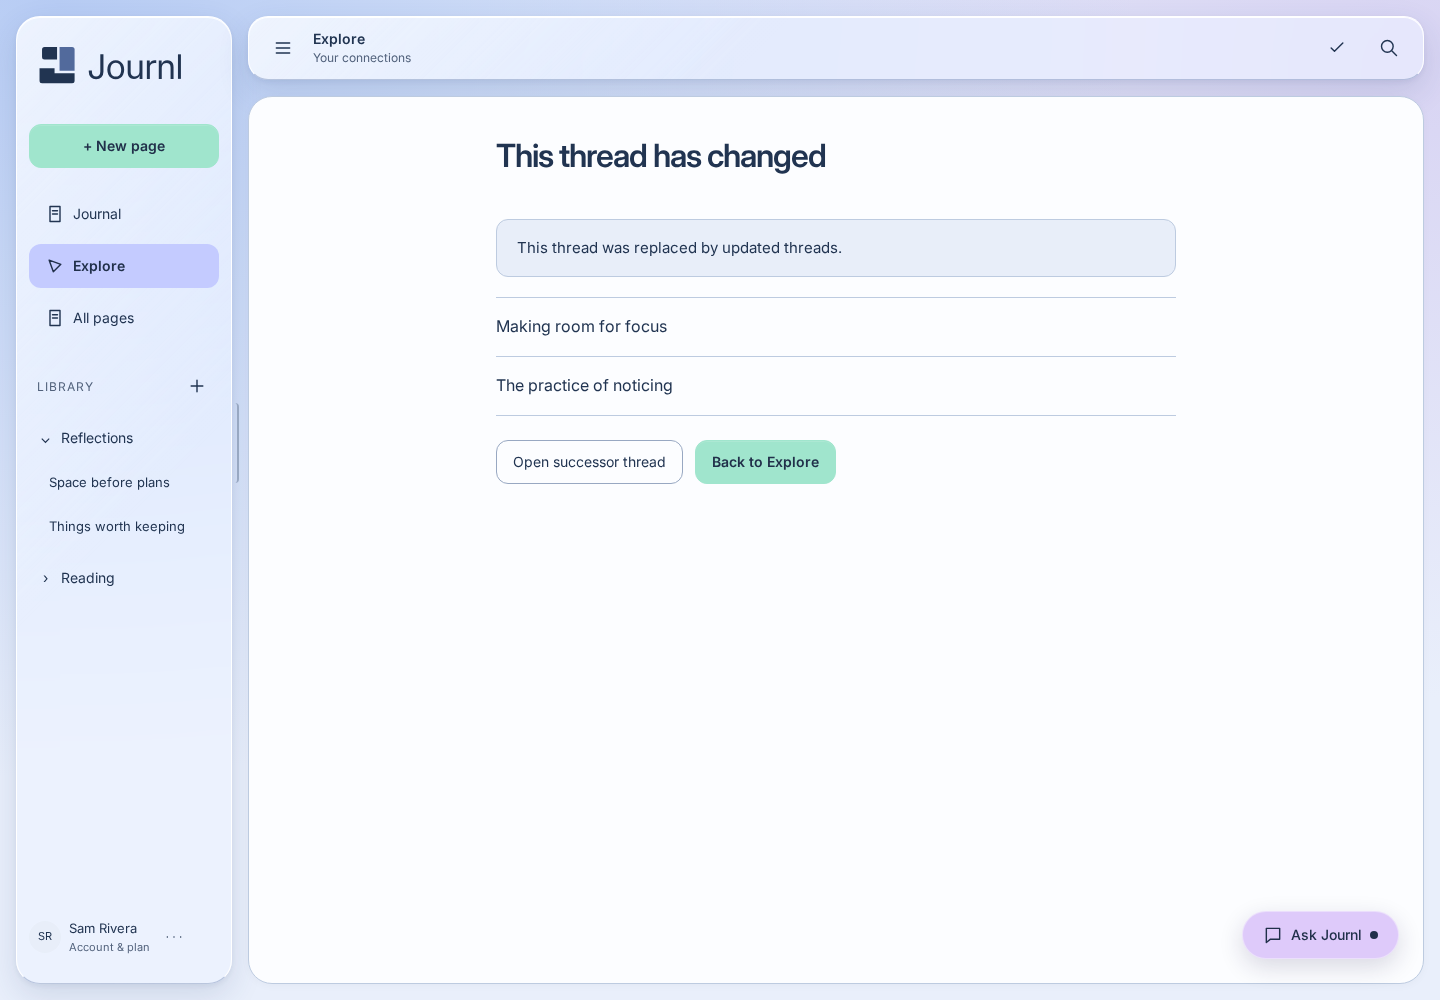 Journl
+ New page
Journal
Explore
All pages
LIBRARY
Reflections
Space before plans
Things worth keeping
Reading
SR
Sam Rivera
Account & plan
...
Explore
Your connections
This thread has changed
This thread was replaced by updated threads.
Making room for focus
The practice of noticing
Open successor thread
Back to Explore
Ask Journl